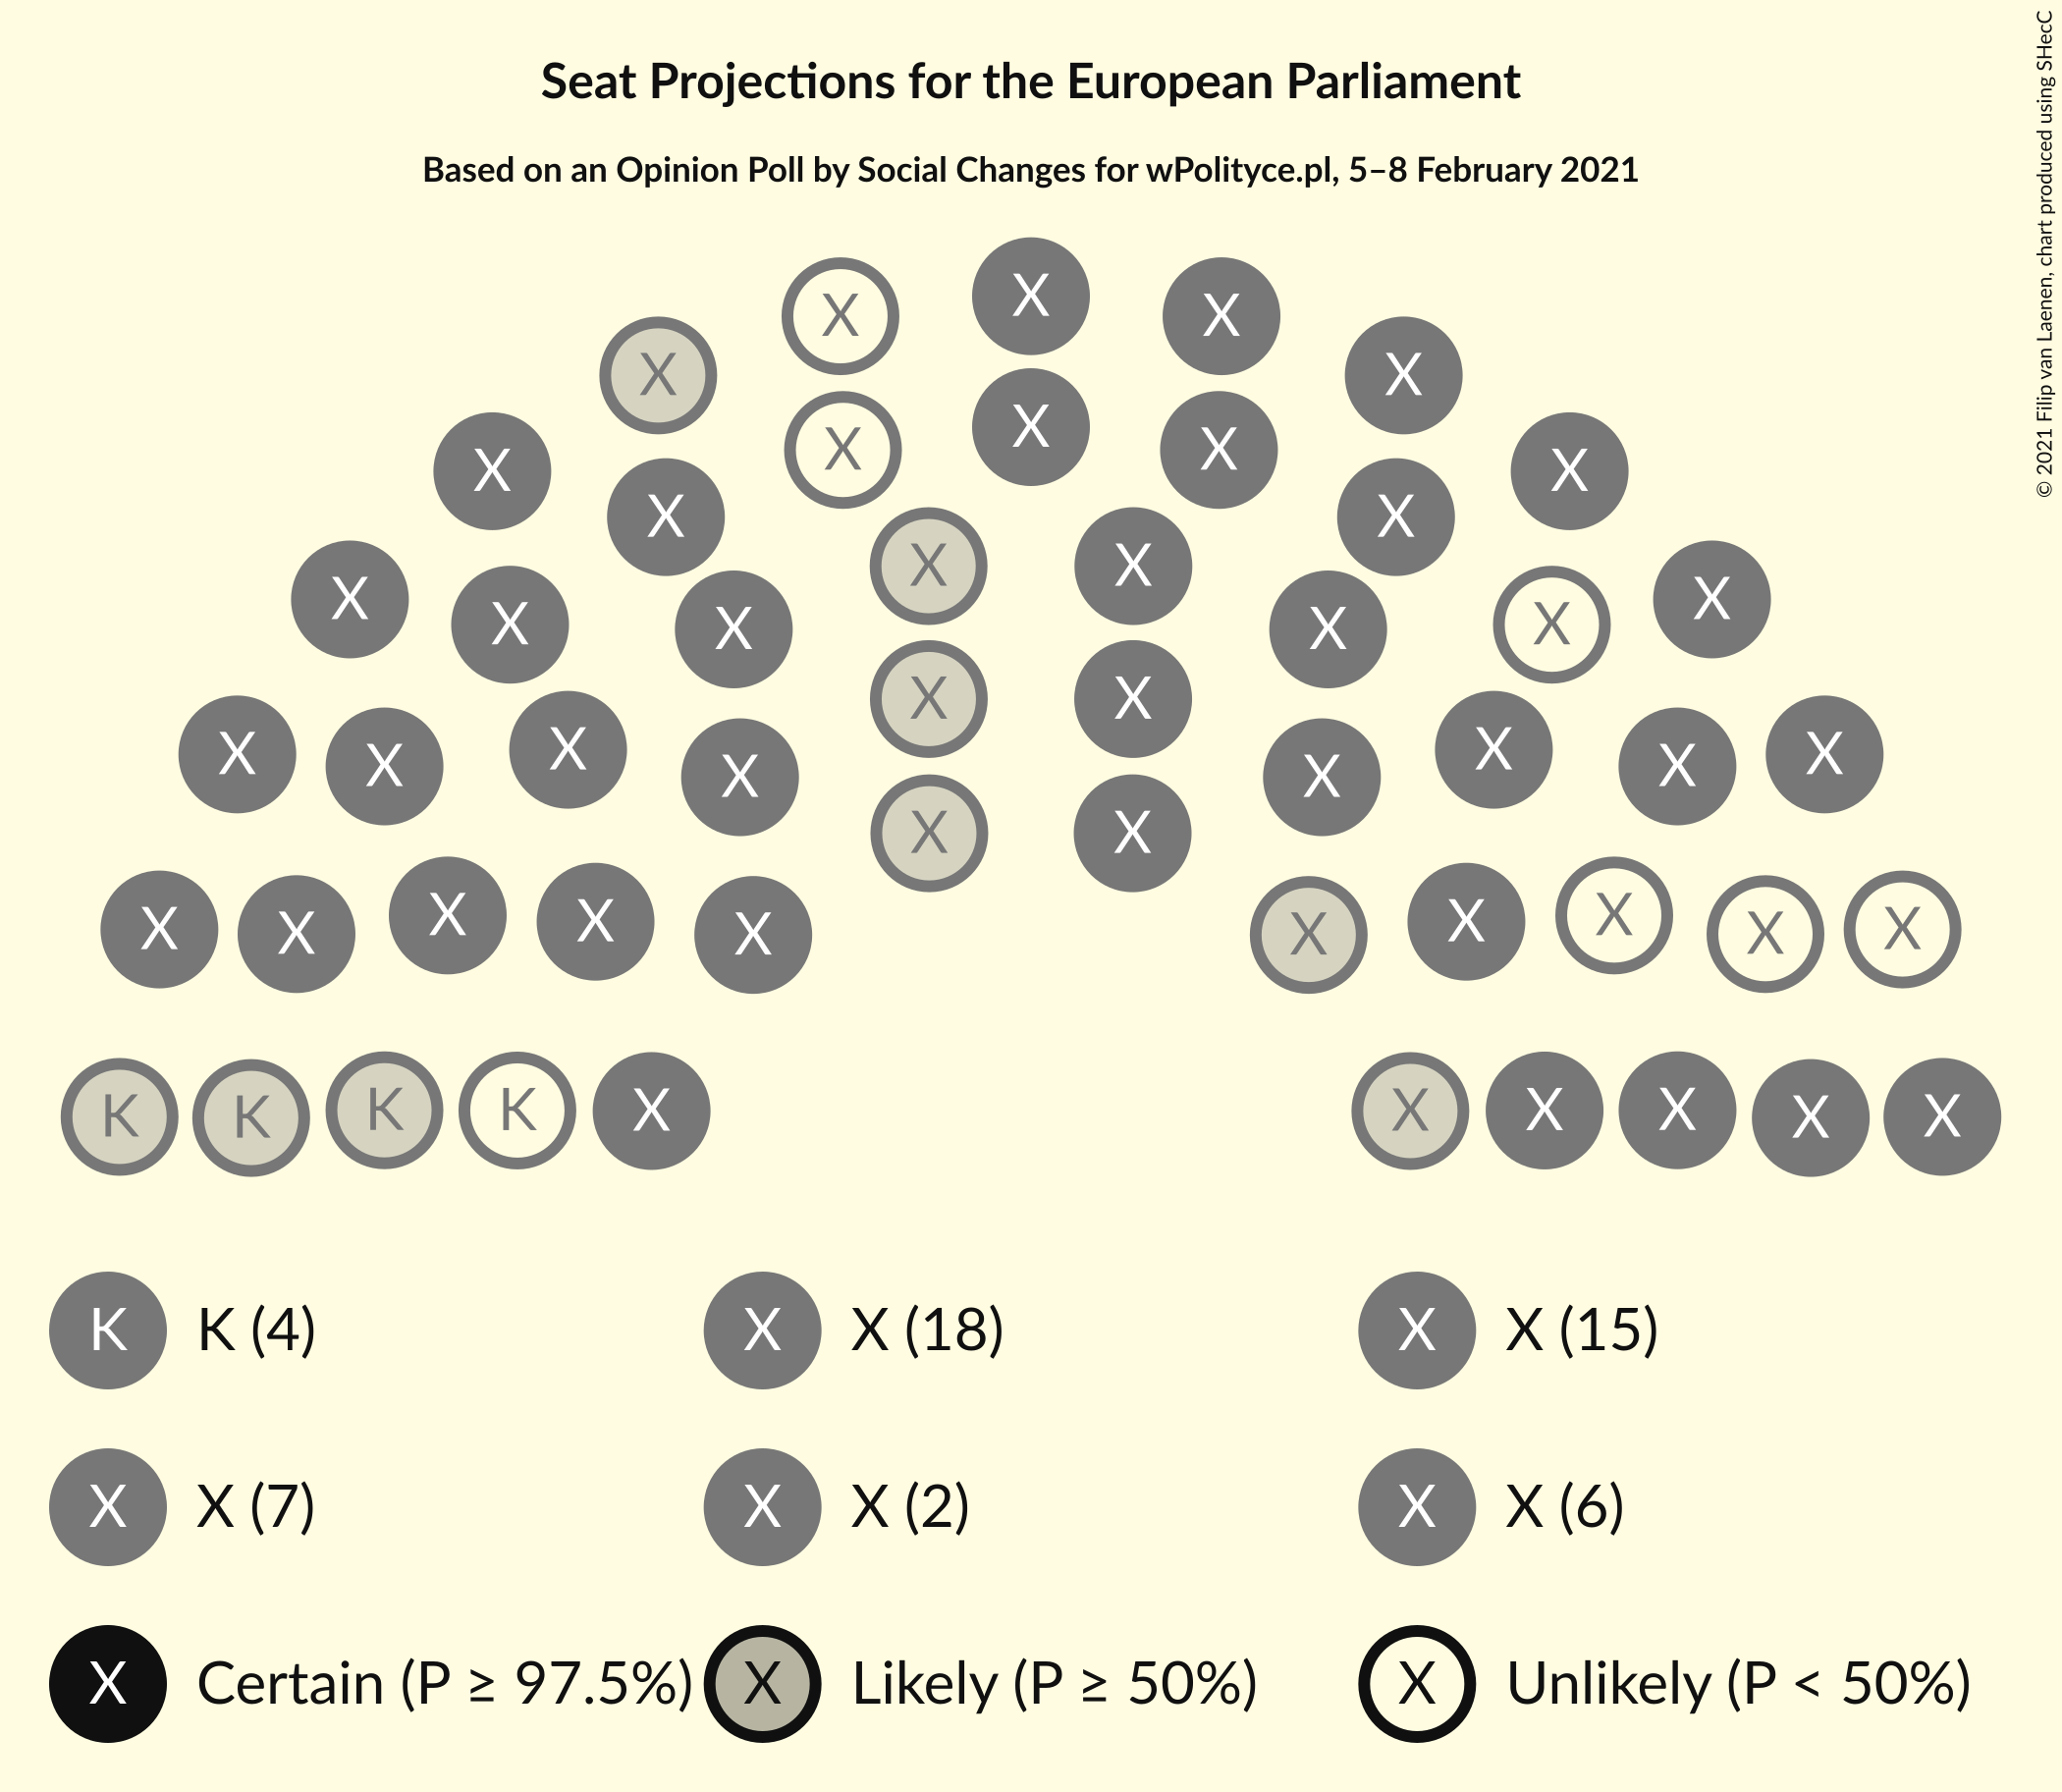 Seat Projections for the European Parliament
Based on an Opinion Poll by Social Changes for wPolityce.pl, 5–8 February 2021
© 2021 Filip van Laenen, chart produced using SHecC
X
X X
X X
X
X X
X X
X X
X X
X X
X X
X X
X X
X X
X X
X X
X X
X X
X X
X X X X X X X X X X
K K K K X X X X X X
K K (4) X X (18) X X (15)
X X (7) X X (2) X X (6)
X Certain (P ≥ 97.5%) X Likely (P ≥ 50%) X Unlikely (P < 50%)